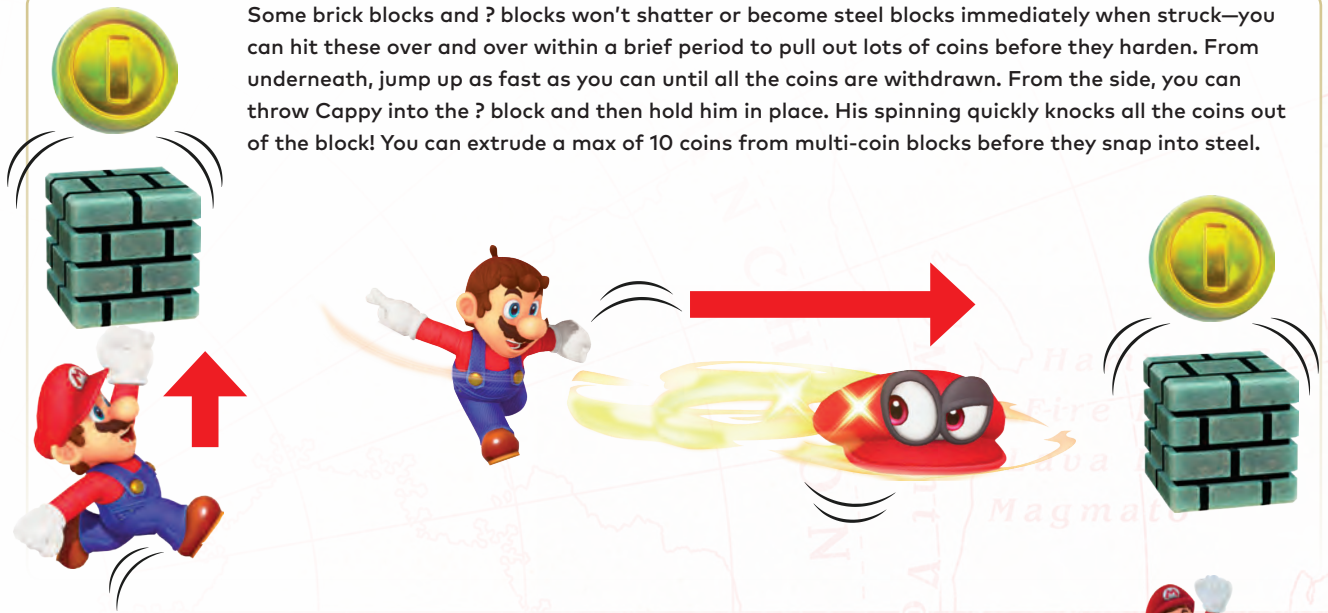 Some brick blocks and ? blocks won’t shatter or become steel blocks immediately when struck—you
can hit these over and over within a brief period to pull out lots of coins before they harden. From
underneath, jump up as fast as you can until all the coins are withdrawn. From the side, you can
throw Cappy into the ? block and then hold him in place. His spinning quickly knocks all the coins out
of the block! You can extrude a max of 10 coins from multi-coin blocks before they snap into steel.
M
Fire
Magmato